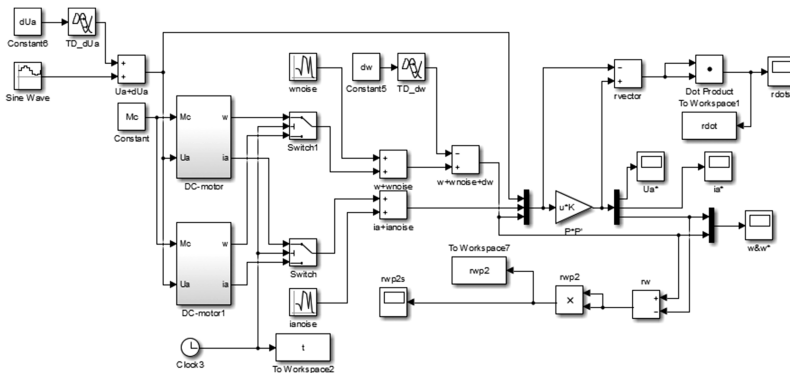 dUa
Constant6
TD_dUa
Sine Wave
+
+
Ua+dUa
Mc
Constant
Mc
w
Ua
ia
DC-motor
Mc
w
Ua
ia
DC-motor1
Clock3
t
To Workspace2
wnoise
Switch1
Switch
ianoise
dw
Constant5
TD_dw
+
+
w+wnoise
−
+
w+wnoise+dw
+
+
ia+ianoise
u*K
P*P'
−
+
rvector
Dot Product
To Workspace1
rdot
rdots
Ua*
ia*
w&w*
To Workspace7
rwp2
rwp2s
rwp2
×
rw
+
−